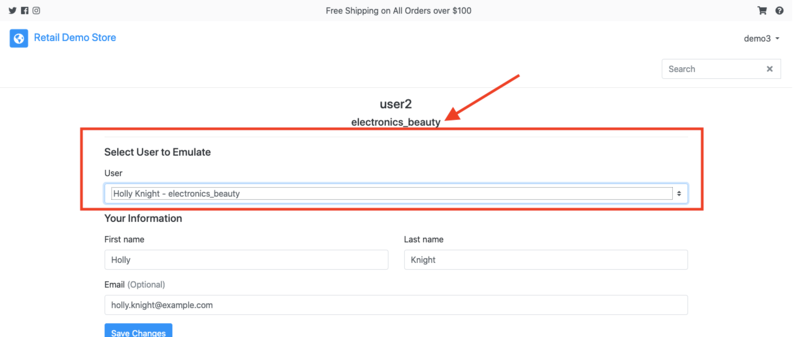 Free Shipping on All Orders over $100
Retail Demo Store
demo3
Search
user2
electronics_beauty
Select User to Emulate
User
Holly Knight - electronics_beauty
Your Information
First name Last name
Holly Knight
Email (Optional)
holly.knight@example.com
Save Changes